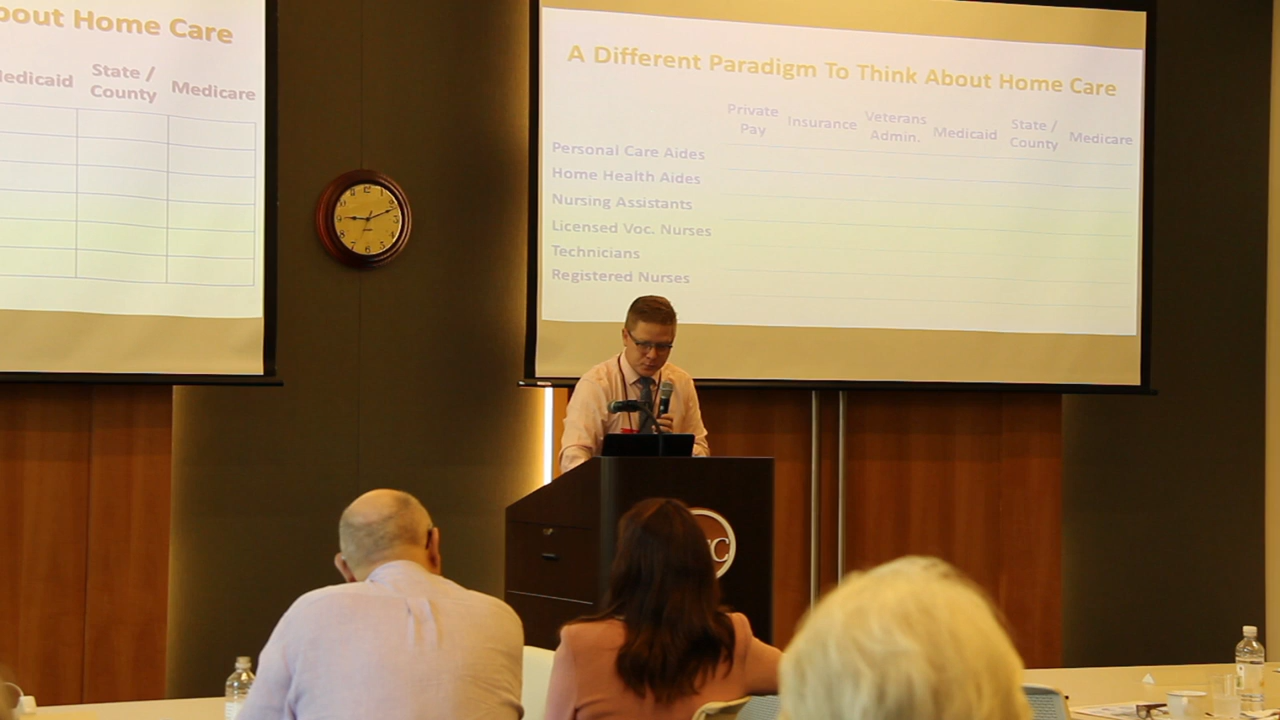 bout Home Care
edicaid State / County Medicare
A Different Paradigm To Think About Home Care
Private Pay Insurance Veterans Admin. Medicaid State / County Medicare
Personal Care Aides
Home Health Aides
Nursing Assistants
Licensed Voc. Nurses
Technicians
Registered Nurses